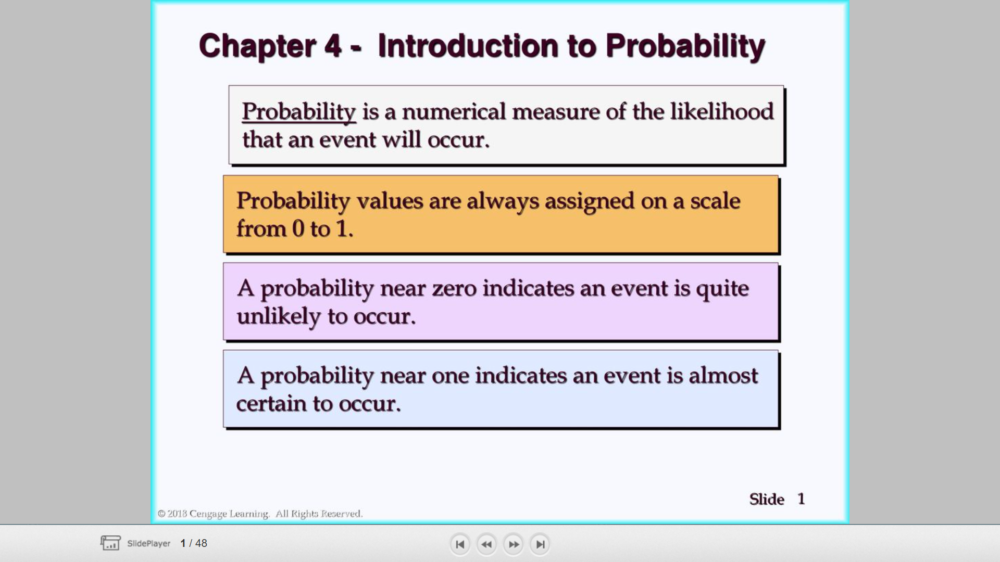 Chapter 4 - Introduction to Probability
Probability is a numerical measure of the likelihood
that an event will occur.
Probability values are always assigned on a scale
from 0 to 1.
A probability near zero indicates an event is quite
unlikely to occur.
A probability near one indicates an event is almost
certain to occur.
Slide 1
© 2018 Cengage Learning. All Rights Reserved.
SlidePlayer 1 / 48